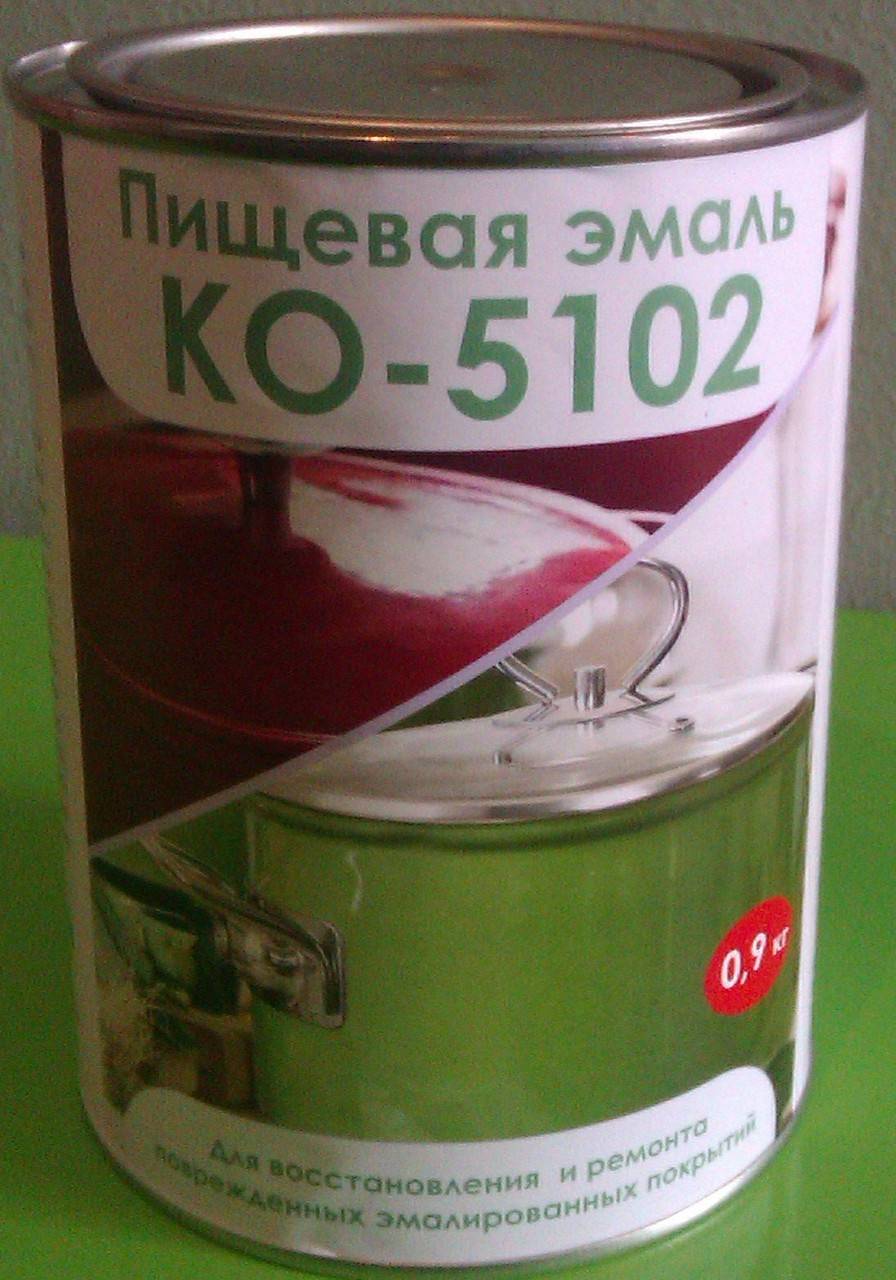 Пищевая эмаль
КО-5102
0,9 кг
Для восстановления и ремонта
поврежденных эмалированных покрытий